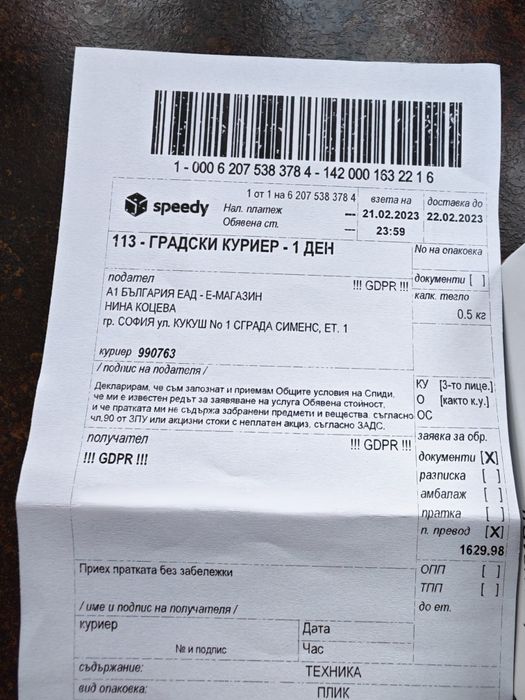 1 - 000 6 207 538 378 4 - 142 000 163 22 1 6
speedy
1 от 1 на 6 207 538 378 4
Нал. платеж ---
Обявена ст. ---
взета на
21.02.2023
23:59
доставка до
22.02.2023
113 - ГРАДСКИ КУРИЕР - 1 ДЕН
No на опаковка
подател
!!! GDPR !!!
документи [ ]
А1 БЪЛГАРИЯ ЕАД - Е-МАГАЗИН
калк. тегло
НИНА КОЦЕВА
0.5 кг
гр. СОФИЯ ул. КУКУШ No 1 СГРАДА СИМЕНС, ЕТ. 1
куриер 990763
/ подпис на подателя /
Декларирам, че съм запознат и приемам Общите условия на Спиди,
че ми е известен редът за заявяване на услуга Обявена стойност,
и че пратката ми не съдържа забранени предмети и вещества, съгласно
чл.90 от ЗПУ или акцизни стоки с неплатен акциз, съгласно ЗАДС.
КУ [3-то лице.]
О [както к.у.]
ОС
получател
!!! GDPR !!!
!!! GDPR !!!
заявка за обр.
документи [X]
разписка [ ]
амбалаж [ ]
пратка [ ]
п. превод [X]
1629.98
Приех пратката без забележки
ОПП [ ]
ТПП [ ]
/ име и подпис на получателя /
до ет.
куриер
Дата
№ и подпис
Час
съдържание:
ТЕХНИКА
вид опаковка:
ПЛИК